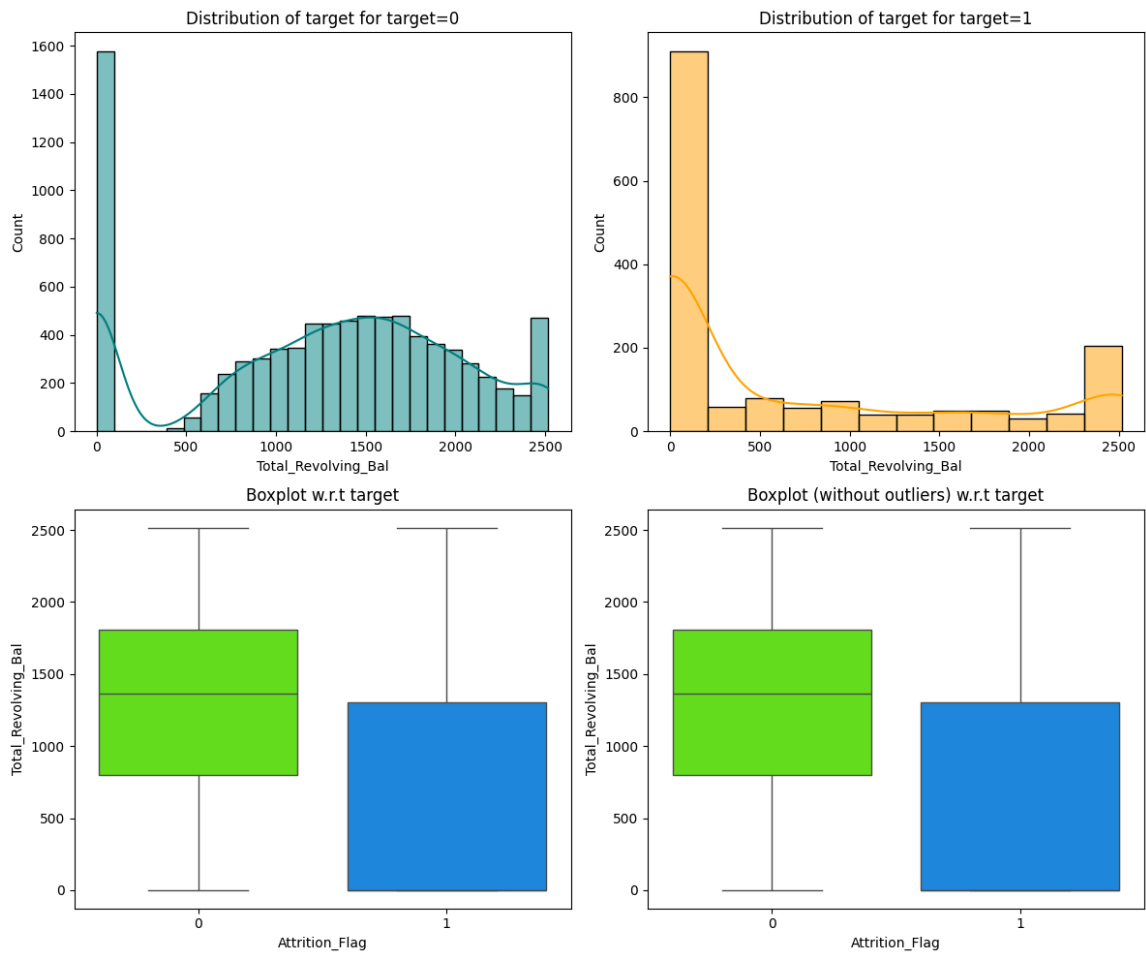 Distribution of target for target=0
1600
1400
1200
1000
800
600
400
200
0
Count
0 500 1000 1500 2000 2500
Total_Revolving_Bal
Distribution of target for target=1
800
600
400
200
0
Count
0 500 1000 1500 2000 2500
Total_Revolving_Bal
Boxplot w.r.t target
2500
2000
1500
1000
500
0
Total_Revolving_Bal
0 1
Attrition_Flag
Boxplot (without outliers) w.r.t target
2500
2000
1500
1000
500
0
Total_Revolving_Bal
0 1
Attrition_Flag